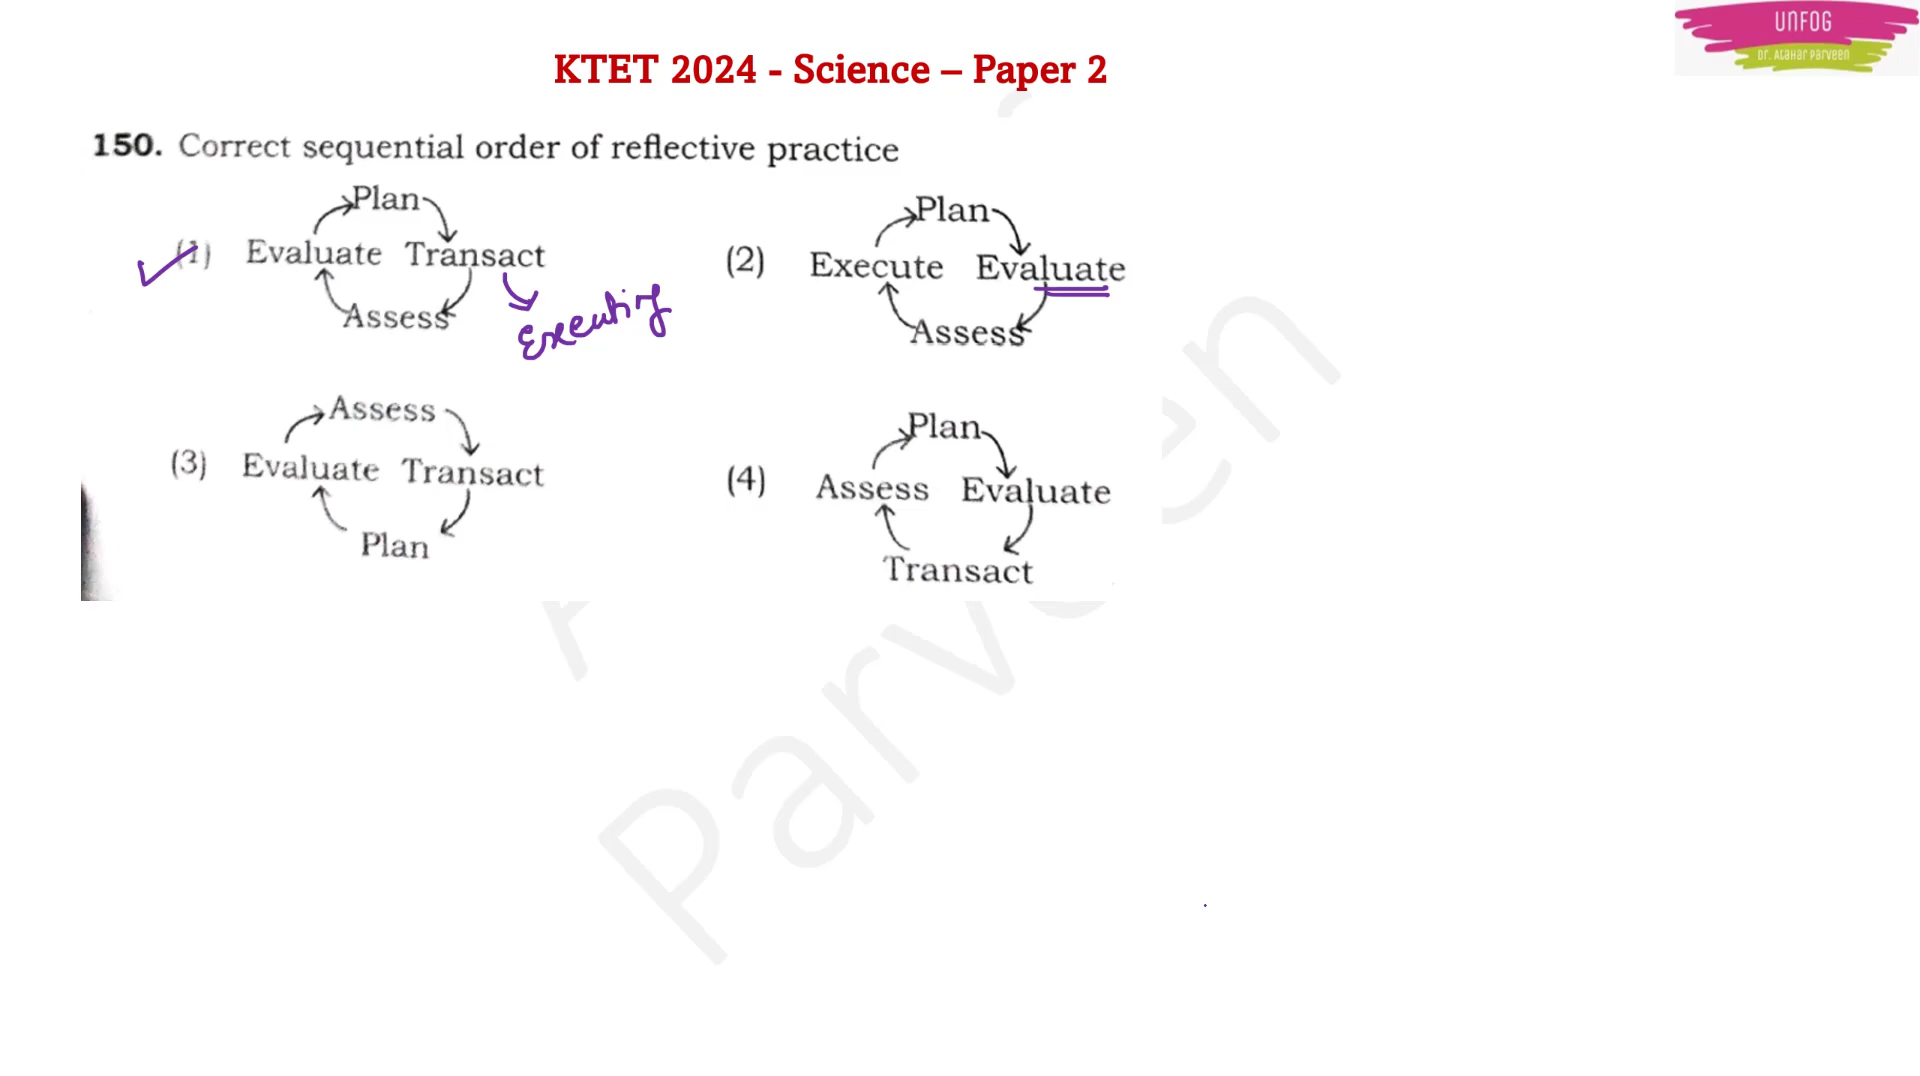 UNFOG
Dr. Atahar Parveen
KTET 2024 - Science – Paper 2
150. Correct sequential order of reflective practice
(1) Plan
Evaluate Transact
Assess
Executing
(2) Plan
Execute Evaluate
Assess
(3) Assess
Evaluate Transact
Plan
(4) Plan
Assess Evaluate
Transact
Parveen